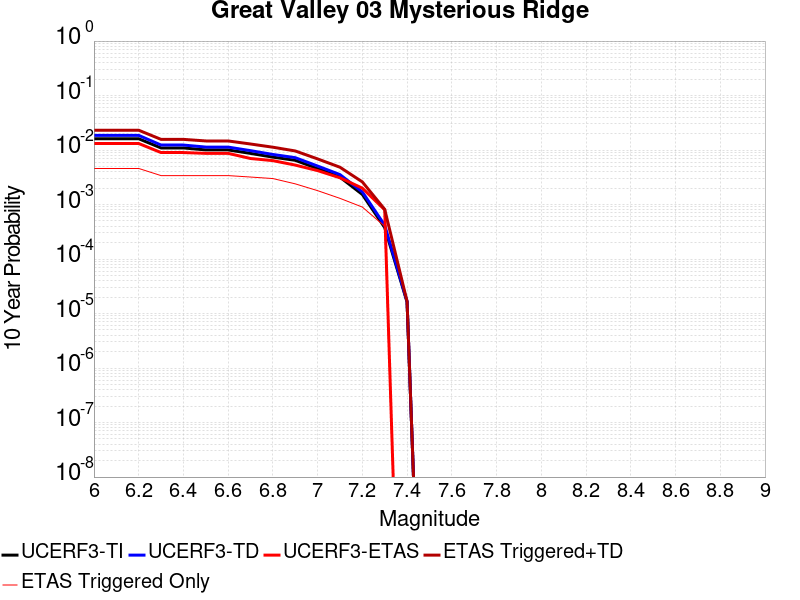 Great Valley 03 Mysterious Ridge
10 0
10 -1
10 -2
10 -3
10 -4
10 -5
10 -6
10 -7
10 -8
10 Year Probability
6 6.2 6.4 6.6 6.8 7 7.2 7.4 7.6 7.8 8 8.2 8.4 8.6 8.8 9
Magnitude
UCERF3-TI UCERF3-TD UCERF3-ETAS ETAS Triggered+TD
ETAS Triggered Only